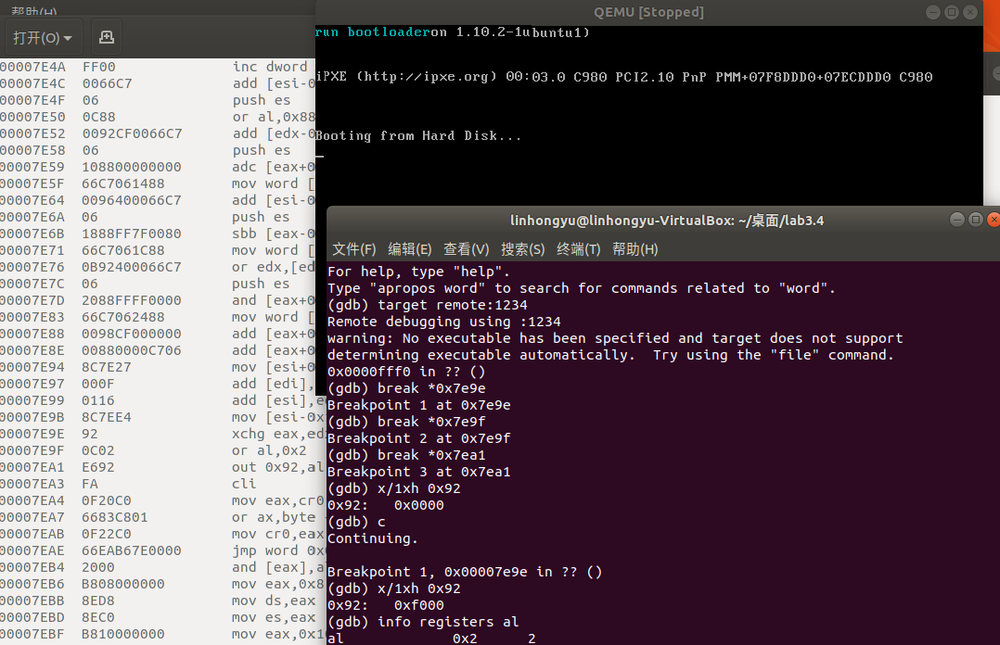 帮助(H)
打开(O)
00007E4A FF00 inc dword
00007E4C 0066C7 add [esi-0
00007E4F 06 push es
00007E50 0C88 or al,0x88
00007E52 0092CF0066C7 add [edx-0
00007E58 06 push es
00007E59 108800000000 adc [eax+0
00007E5F 66C7061488 mov word [
00007E64 0096400066C7 add [esi-0
00007E6A 06 push es
00007E6B 1888FF7F0080 sbb [eax-0
00007E71 66C7061C88 mov word [
00007E76 0B92400066C7 or edx,[ed
00007E7C 06 push es
00007E7D 2088FFFF0000 and [eax+0
00007E83 66C7062488 mov word [
00007E88 0098CF000000 add [eax+0
00007E8E 00880000C706 add [eax+0
00007E94 8C7E27 mov [esi+0
00007E97 000F add [edi],
00007E99 0116 add [esi],e
00007E9B 8C7EE4 mov [esi-0x
00007E9E 92 xchg eax,ed
00007E9F 0C02 or al,0x2
00007EA1 E692 out 0x92,al
00007EA3 FA cli
00007EA4 0F20C0 mov eax,cr0
00007EA7 6683C801 or ax,byte
00007EAB 0F22C0 mov cr0,eax
00007EAE 66EAB67E0000 jmp word 0x
00007EB4 2000 and [eax],a
00007EB6 B808000000 mov eax,0x8
00007EBB 8ED8 mov ds,eax
00007EBD 8EC0 mov es,eax
00007EBF B810000000 mov eax,0x1
QEMU [Stopped]
run bootloaderon 1.10.2-1ubuntu1)
iPXE (http://ipxe.org) 00:03.0 C980 PCI2.10 PnP PMM+07F8DDD0+07ECDDD0 C980
Booting from Hard Disk...
linhongyu@linhongyu-VirtualBox: ~/桌面/lab3.4
文件(F) 编辑(E) 查看(V) 搜索(S) 终端(T) 帮助(H)
For help, type "help".
Type "apropos word" to search for commands related to "word".
(gdb) target remote:1234
Remote debugging using :1234
warning: No executable has been specified and target does not support
determining executable automatically.  Try using the "file" command.
0x0000fff0 in ?? ()
(gdb) break *0x7e9e
Breakpoint 1 at 0x7e9e
(gdb) break *0x7e9f
Breakpoint 2 at 0x7e9f
(gdb) break *0x7ea1
Breakpoint 3 at 0x7ea1
(gdb) x/1xh 0x92
0x92:   0x0000
(gdb) c
Continuing.
Breakpoint 1, 0x00007e9e in ?? ()
(gdb) x/1xh 0x92
0x92:   0xf000
(gdb) info registers al
al 0x2 2